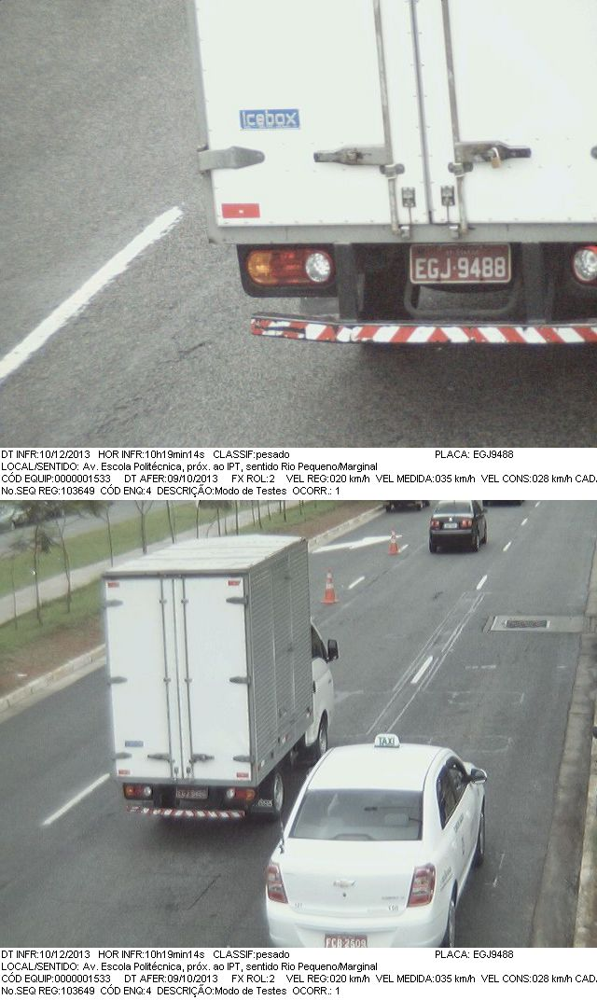 Icebox
EGJ·9488
DT INFR:10/12/2013 HOR INFR:10h19min14s CLASSIF:pesado PLACA: EGJ9488
LOCAL/SENTIDO: Av. Escola Politécnica, próx. ao IPT, sentido Rio Pequeno/Marginal
CÓD EQUIP:0000001533 DT AFER:09/10/2013 FX ROL:2 VEL REG:020 km/h VEL MEDIDA:035 km/h VEL CONS:028 km/h CAD.
No.SEQ REG:103649 CÓD ENQ:4 DESCRIÇÃO:Modo de Testes OCORR.: 1
TAXI
EGJ 9488
FCB 2509
DT INFR:10/12/2013 HOR INFR:10h19min14s CLASSIF:pesado PLACA: EGJ9488
LOCAL/SENTIDO: Av. Escola Politécnica, próx. ao IPT, sentido Rio Pequeno/Marginal
CÓD EQUIP:0000001533 DT AFER:09/10/2013 FX ROL:2 VEL REG:020 km/h VEL MEDIDA:035 km/h VEL CONS:028 km/h CAD.
No.SEQ REG:103649 CÓD ENQ:4 DESCRIÇÃO:Modo de Testes OCORR.: 1